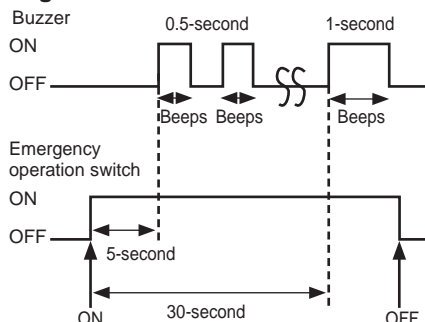 Buzzer
0.5-second
1-second
ON
OFF
Beeps
Beeps
Beeps
Emergency
operation switch
ON
OFF
5-second
30-second
ON
OFF